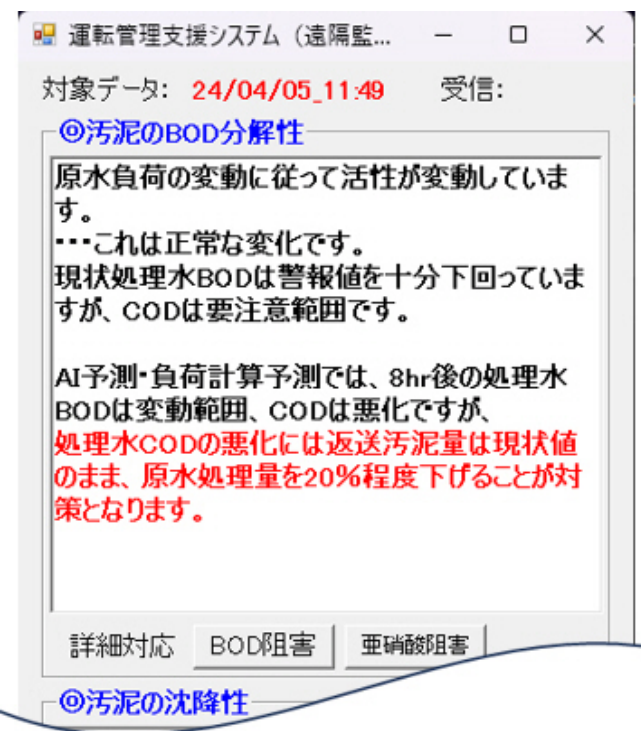 運転管理支援システム（遠隔監...
対象データ: 24/04/05_11:49 受信:
◎汚泥のBOD分解性
原水負荷の変動に従って活性が変動していま
す。
・・・これは正常な変化です。
現状処理水BODは警報値を十分下回っていま
すが、CODは要注意範囲です。
AI予測・負荷計算予測では、8hr後の処理水
BODは変動範囲、CODは悪化ですが、
処理水CODの悪化には返送汚泥量は現状値
のまま、原水処理量を20%程度下げることが対
策となります。
詳細対応 BOD阻害 亜硝酸阻害
◎汚泥の沈降性